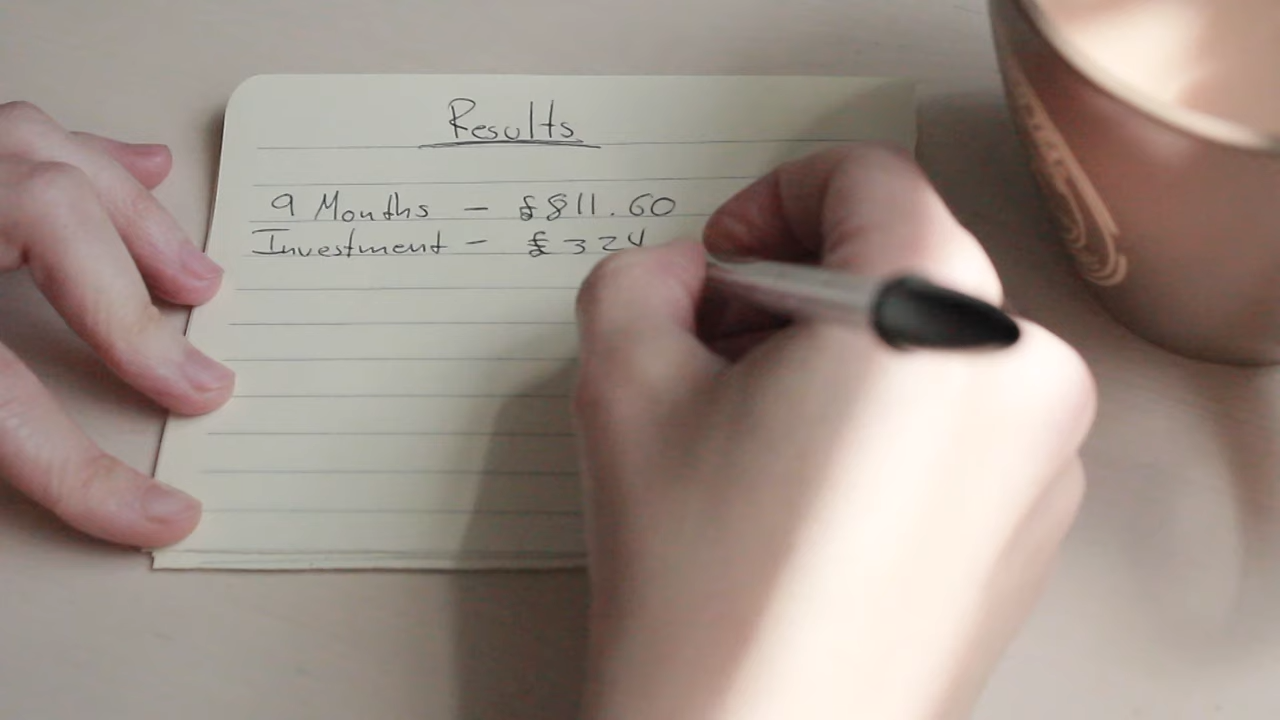 Results
9 Months - £811.60
Investment - £324